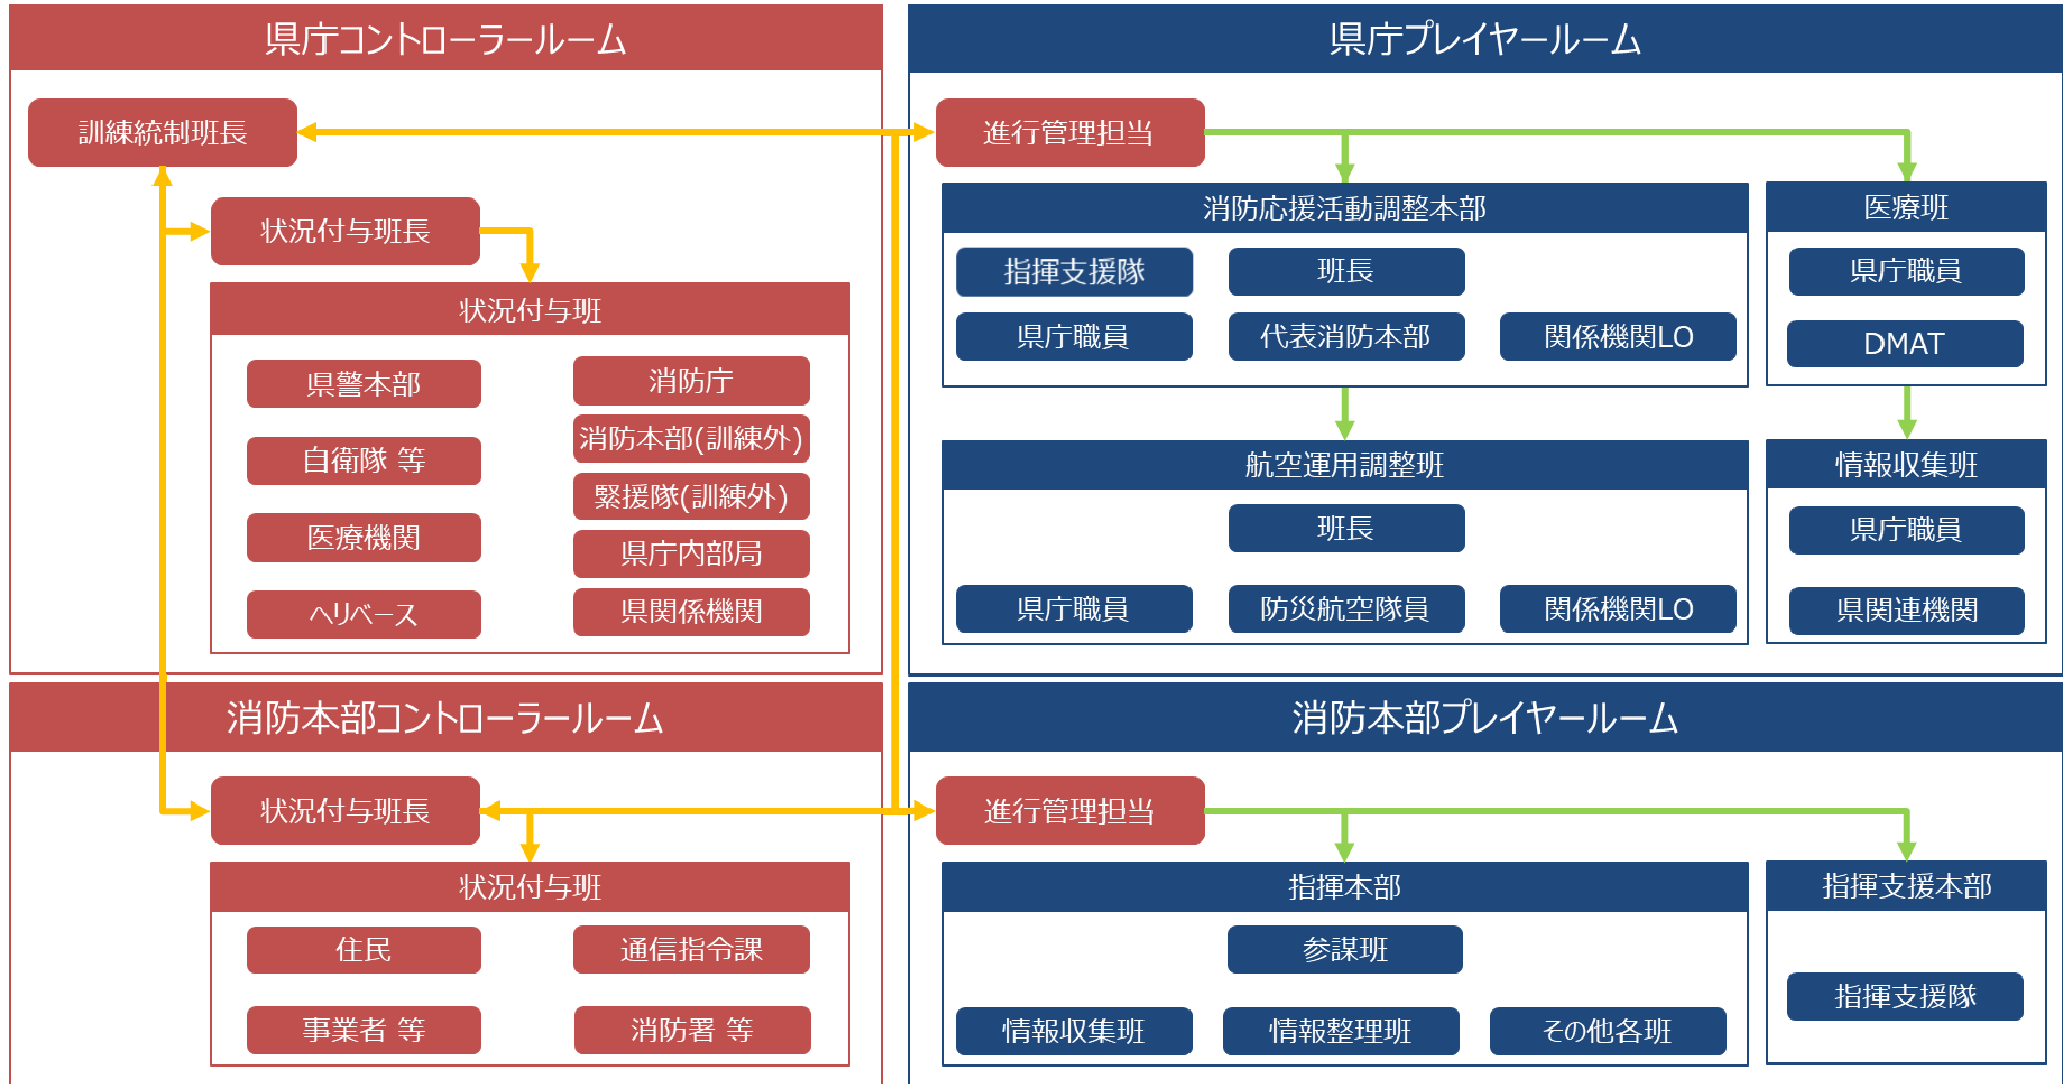 県庁コントローラールーム
訓練統制班長
状況付与班長
状況付与班
県警本部
消防庁
消防本部(訓練外)
自衛隊 等
緊援隊(訓練外)
医療機関
県庁内部局
ヘリベース
県関係機関
県庁プレイヤールーム
進行管理担当
消防応援活動調整本部
指揮支援隊
班長
県庁職員
代表消防本部
関係機関LO
医療班
県庁職員
DMAT
航空運用調整班
班長
県庁職員
防災航空隊員
関係機関LO
情報収集班
県庁職員
県関連機関
消防本部コントローラールーム
状況付与班長
状況付与班
住民
通信指令課
事業者 等
消防署 等
消防本部プレイヤールーム
進行管理担当
指揮本部
参謀班
情報収集班
情報整理班
その他各班
指揮支援本部
指揮支援隊